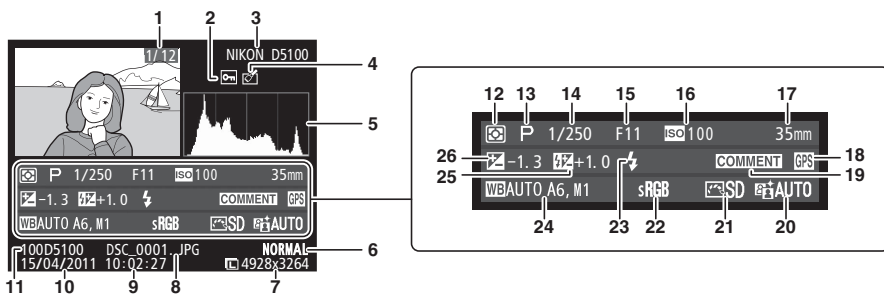 1 2 3
1/12 NIKON D5100
4
5
P 1/250 F11 ISO 100 35mm
-1.3 +1.0 COMMENT GPS
WB AUTO A6, M1 sRGB SD AUTO
100D5100 DSC_0001.JPG NORMAL
15/04/2011 10:02:27 L 4928x3264
6
11 10 9 8 7
12 13 14 15 16 17
P 1/250 F11 ISO 100 35mm
26 -1.3 +1.0 COMMENT GPS 18
25 19
WB AUTO A6, M1 sRGB SD AUTO
24 23 22 21 20